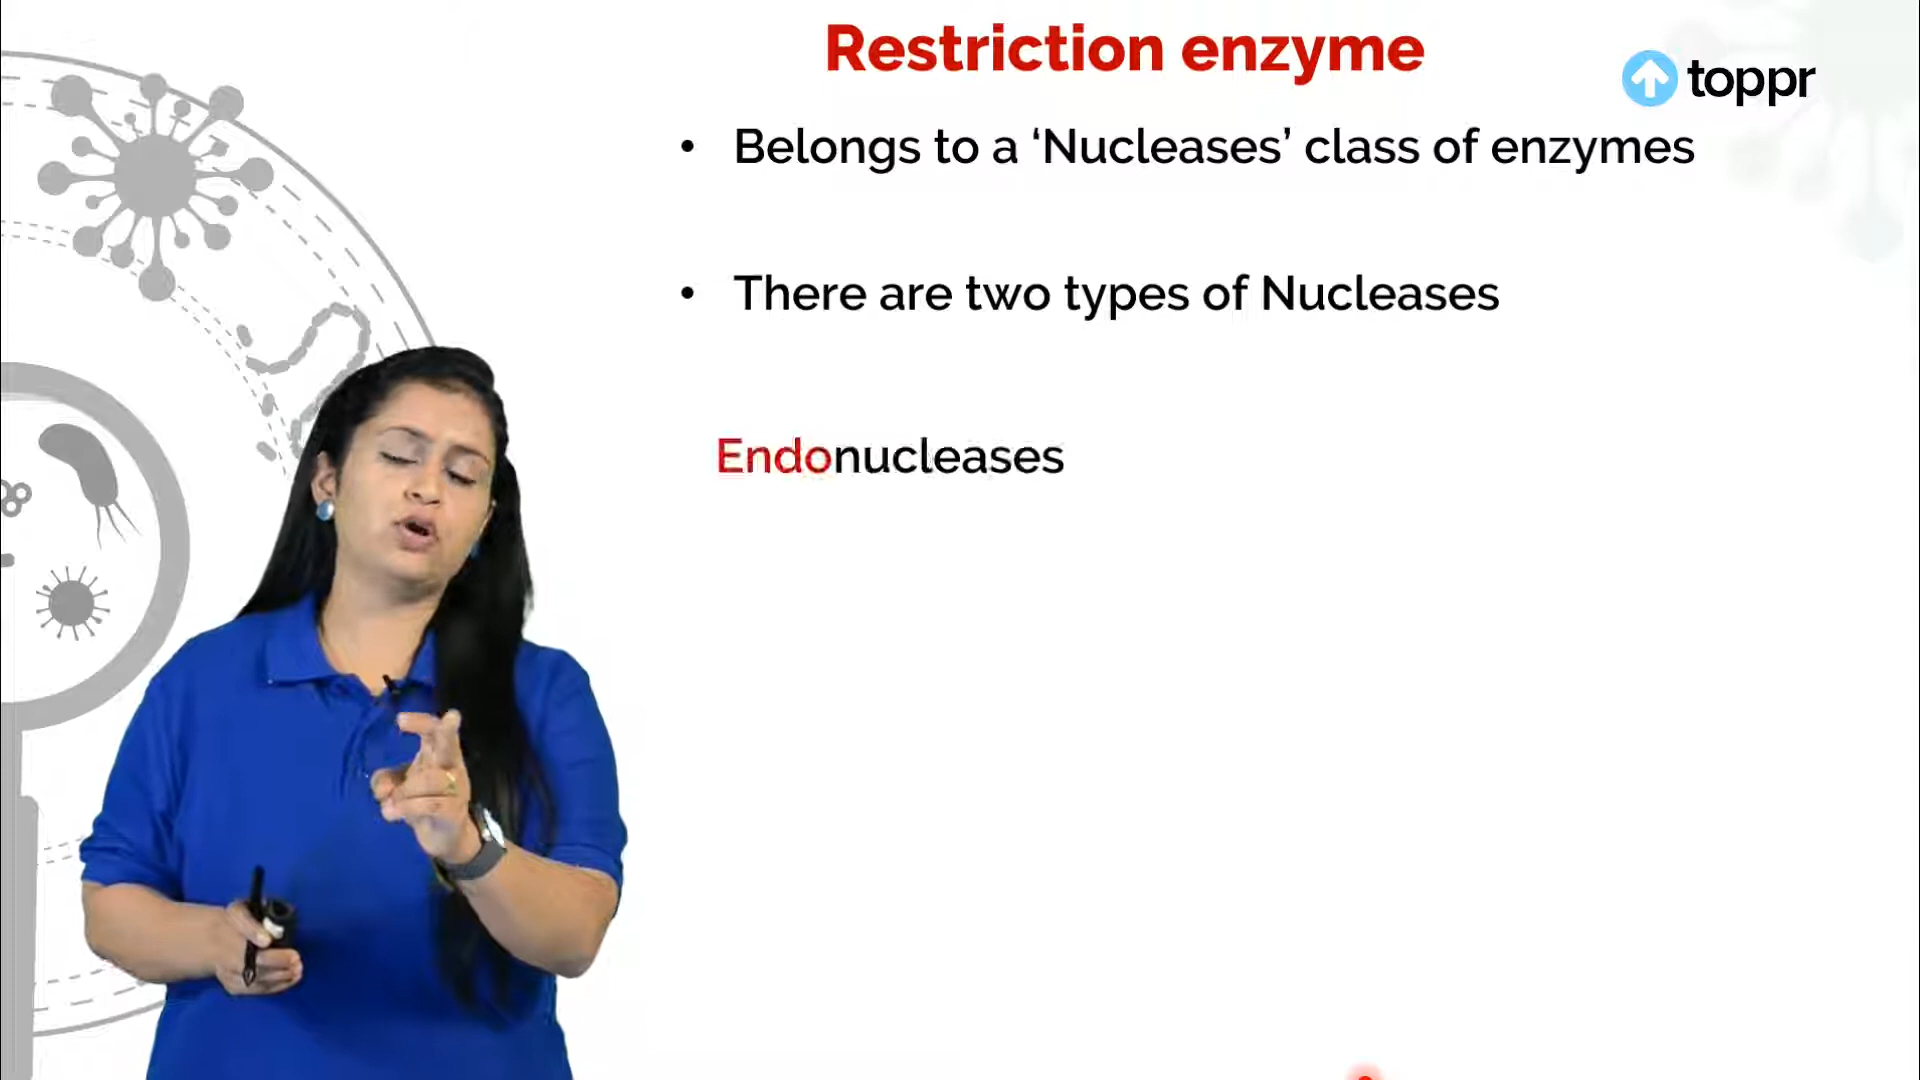 Restriction enzyme
toppr
• Belongs to a ‘Nucleases’ class of enzymes
• There are two types of Nucleases
Endonucleases